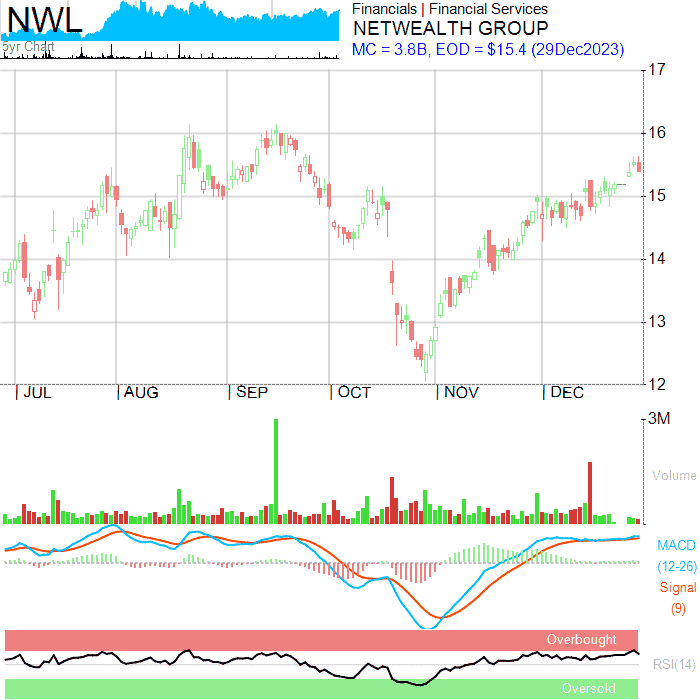 NWL
5yr Chart
Financials | Financial Services
NETWEALTH GROUP
MC = 3.8B, EOD = $15.4 (29Dec2023)
17
16
15
14
13
12
JUL AUG SEP OCT NOV DEC
3M
Volume
MACD
(12-26)
Signal
(9)
Overbought
RSI(14)
Oversold